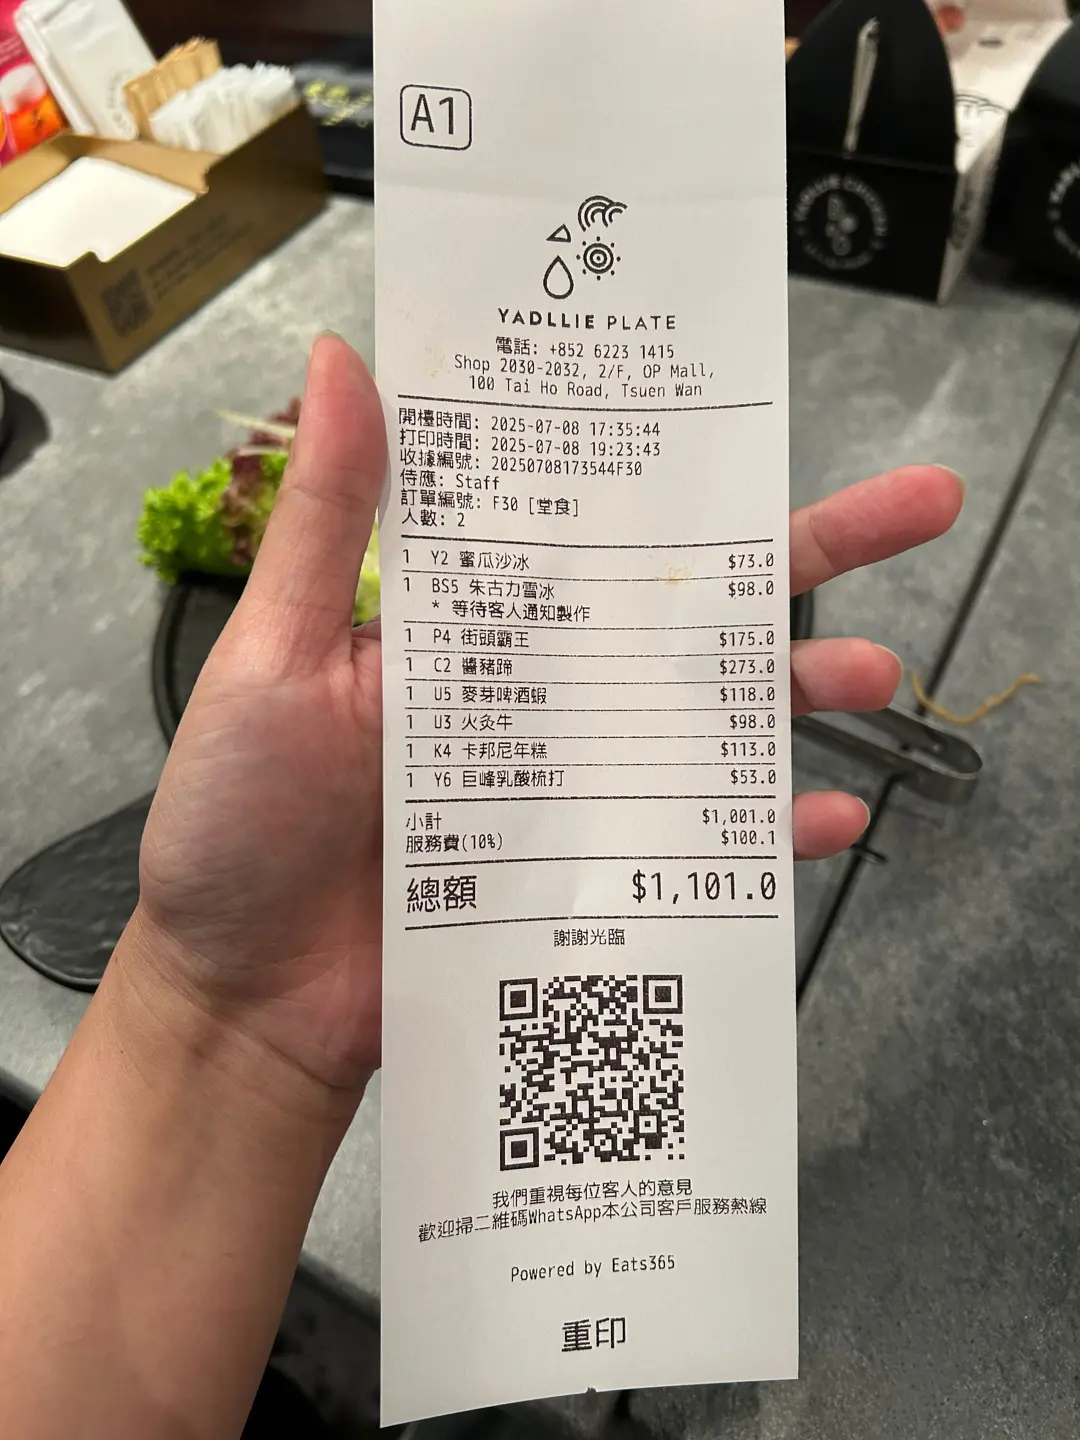 A1
YADLLIE PLATE
電話: +852 6223 1415
Shop 2030-2032, 2/F, OP Mall,
100 Tai Ho Road, Tsuen Wan
開檯時間: 2025-07-08 17:35:44
打印時間: 2025-07-08 19:23:43
收據編號: 20250708173544F30
侍應: Staff
訂單編號: F30 [堂食]
人數: 2
1 Y2 蜜瓜沙冰 $73.0
1 BS5 朱古力雪冰 $98.0
* 等待客人通知製作
1 P4 街頭霸王 $175.0
1 C2 醬豬蹄 $273.0
1 U5 麥芽啤酒蝦 $118.0
1 U3 火灸牛 $98.0
1 K4 卡邦尼年糕 $113.0
1 Y6 巨峰乳酸梳打 $53.0
小計 $1,001.0
服務費(10%) $100.1
總額 $1,101.0
謝謝光臨
我們重視每位客人的意見
歡迎掃二維碼WhatsApp本公司客戶服務熱線
Powered by Eats365
重印